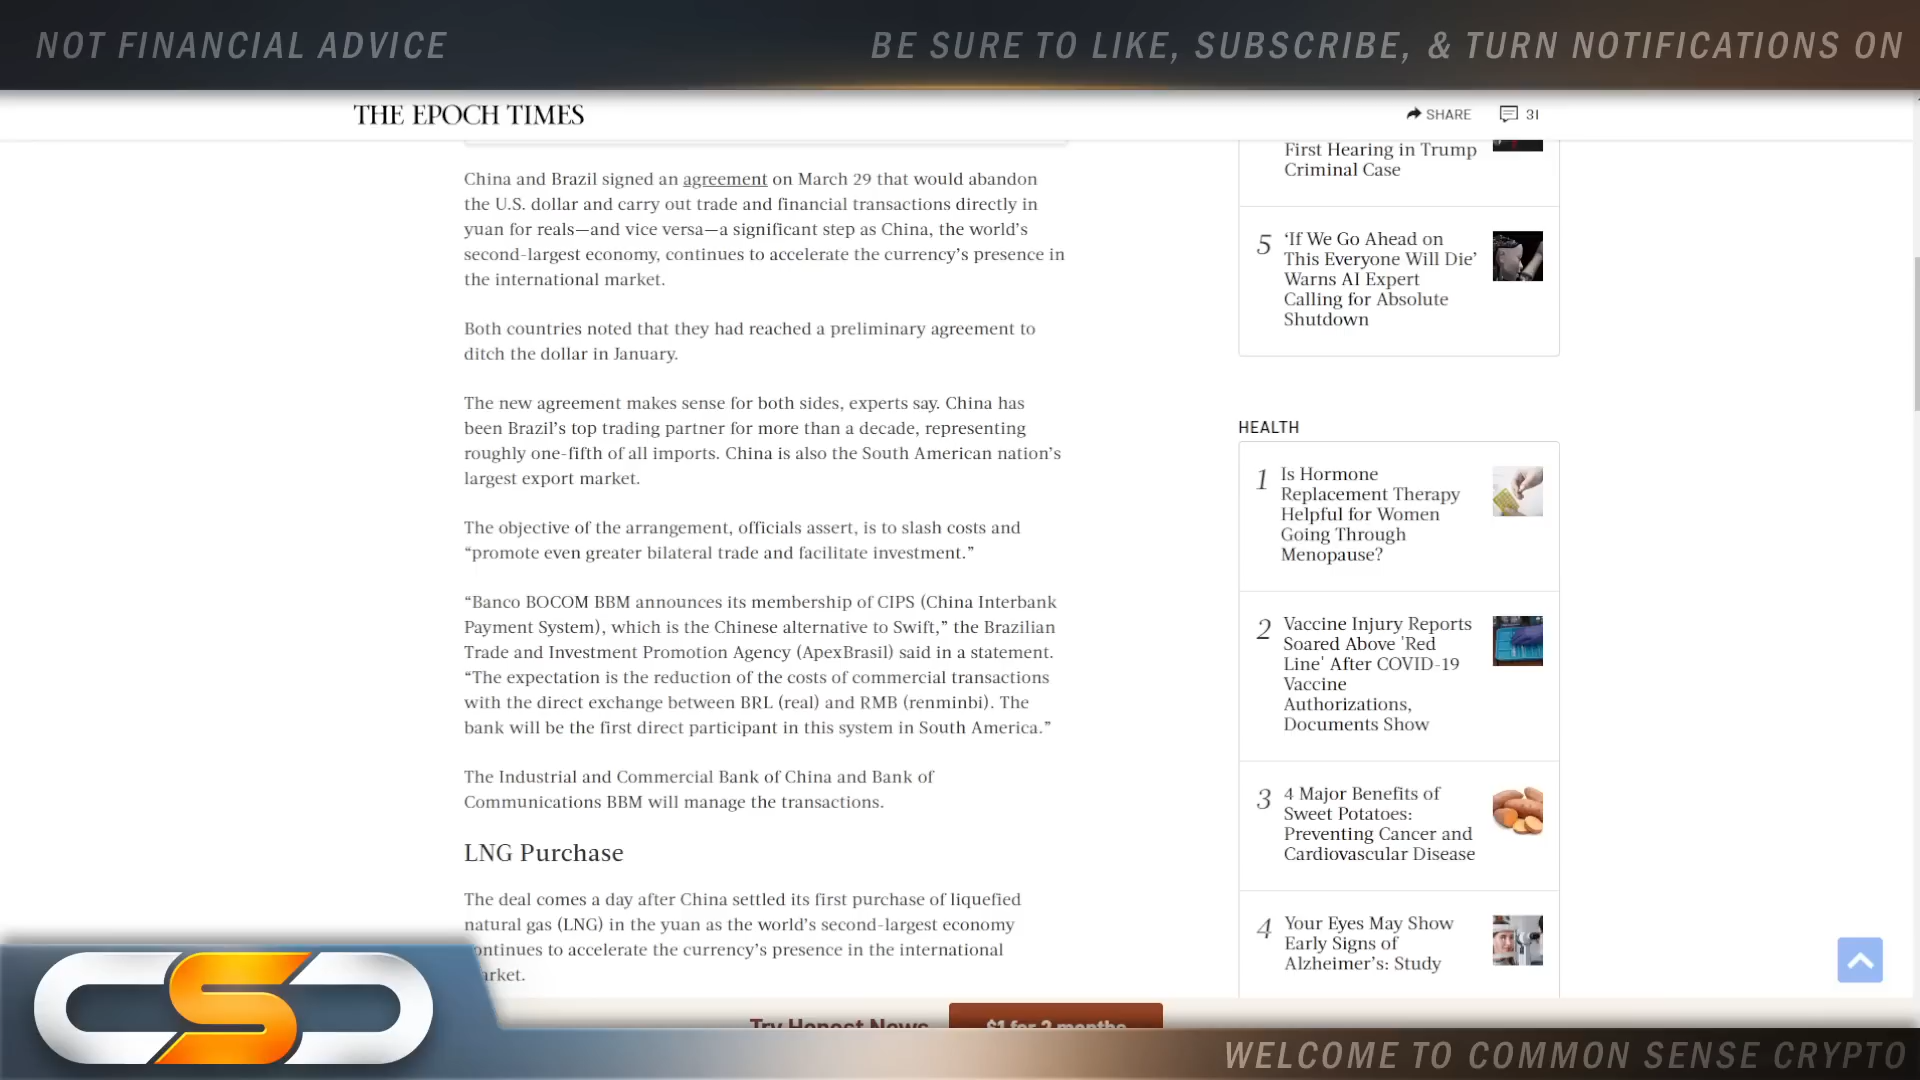 NOT FINANCIAL ADVICE
BE SURE TO LIKE, SUBSCRIBE, & TURN NOTIFICATIONS ON
THE EPOCH TIMES
SHARE
31
China and Brazil signed an agreement on March 29 that would abandon
the U.S. dollar and carry out trade and financial transactions directly in
yuan for reals—and vice versa—a significant step as China, the world’s
second-largest economy, continues to accelerate the currency’s presence in
the international market.
Both countries noted that they had reached a preliminary agreement to
ditch the dollar in January.
The new agreement makes sense for both sides, experts say. China has
been Brazil’s top trading partner for more than a decade, representing
roughly one-fifth of all imports. China is also the South American nation’s
largest export market.
The objective of the arrangement, officials assert, is to slash costs and
“promote even greater bilateral trade and facilitate investment.”
“Banco BOCOM BBM announces its membership of CIPS (China Interbank
Payment System), which is the Chinese alternative to Swift,” the Brazilian
Trade and Investment Promotion Agency (ApexBrasil) said in a statement.
“The expectation is the reduction of the costs of commercial transactions
with the direct exchange between BRL (real) and RMB (renminbi). The
bank will be the first direct participant in this system in South America.”
The Industrial and Commercial Bank of China and Bank of
Communications BBM will manage the transactions.
LNG Purchase
The deal comes a day after China settled its first purchase of liquefied
natural gas (LNG) in the yuan as the world’s second-largest economy
continues to accelerate the currency’s presence in the international
market.
First Hearing in Trump
Criminal Case
5
‘If We Go Ahead on
This Everyone Will Die’
Warns AI Expert
Calling for Absolute
Shutdown
HEALTH
1
Is Hormone
Replacement Therapy
Helpful for Women
Going Through
Menopause?
2
Vaccine Injury Reports
Soared Above 'Red
Line' After COVID-19
Vaccine
Authorizations,
Documents Show
3
4 Major Benefits of
Sweet Potatoes:
Preventing Cancer and
Cardiovascular Disease
4
Your Eyes May Show
Early Signs of
Alzheimer’s: Study
Try Honest News
$1 for 2 months
CSC
WELCOME TO COMMON SENSE CRYPTO